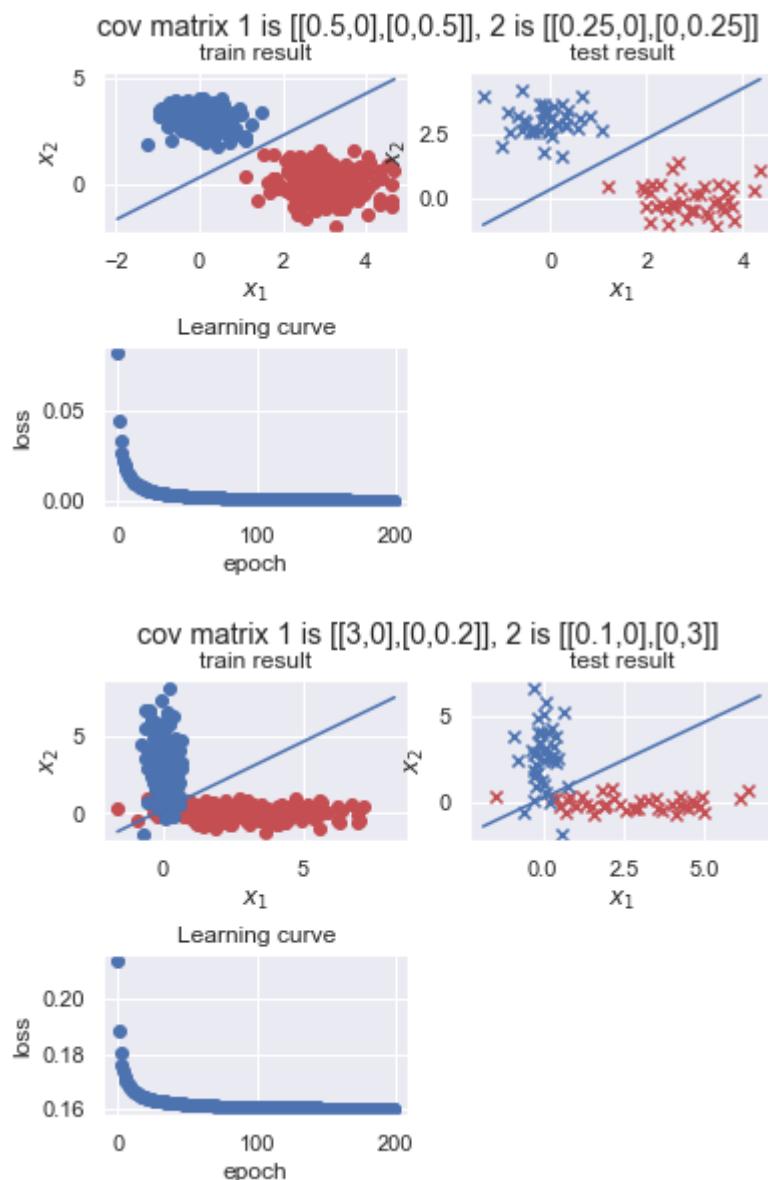 cov matrix 1 is [[0.5,0],[0,0.5]], 2 is [[0.25,0],[0,0.25]]
train result
test result
5
0
x₂
−2 0 2 4
x₁
2.5
0.0
x₂
0 2 4
x₁
Learning curve
0.05
0.00
loss
0 100 200
epoch
cov matrix 1 is [[3,0],[0,0.2]], 2 is [[0.1,0],[0,3]]
train result
test result
5
0
x₂
0 5
x₁
5
0
x₂
0.0 2.5 5.0
x₁
Learning curve
0.20
0.18
0.16
loss
0 100 200
epoch